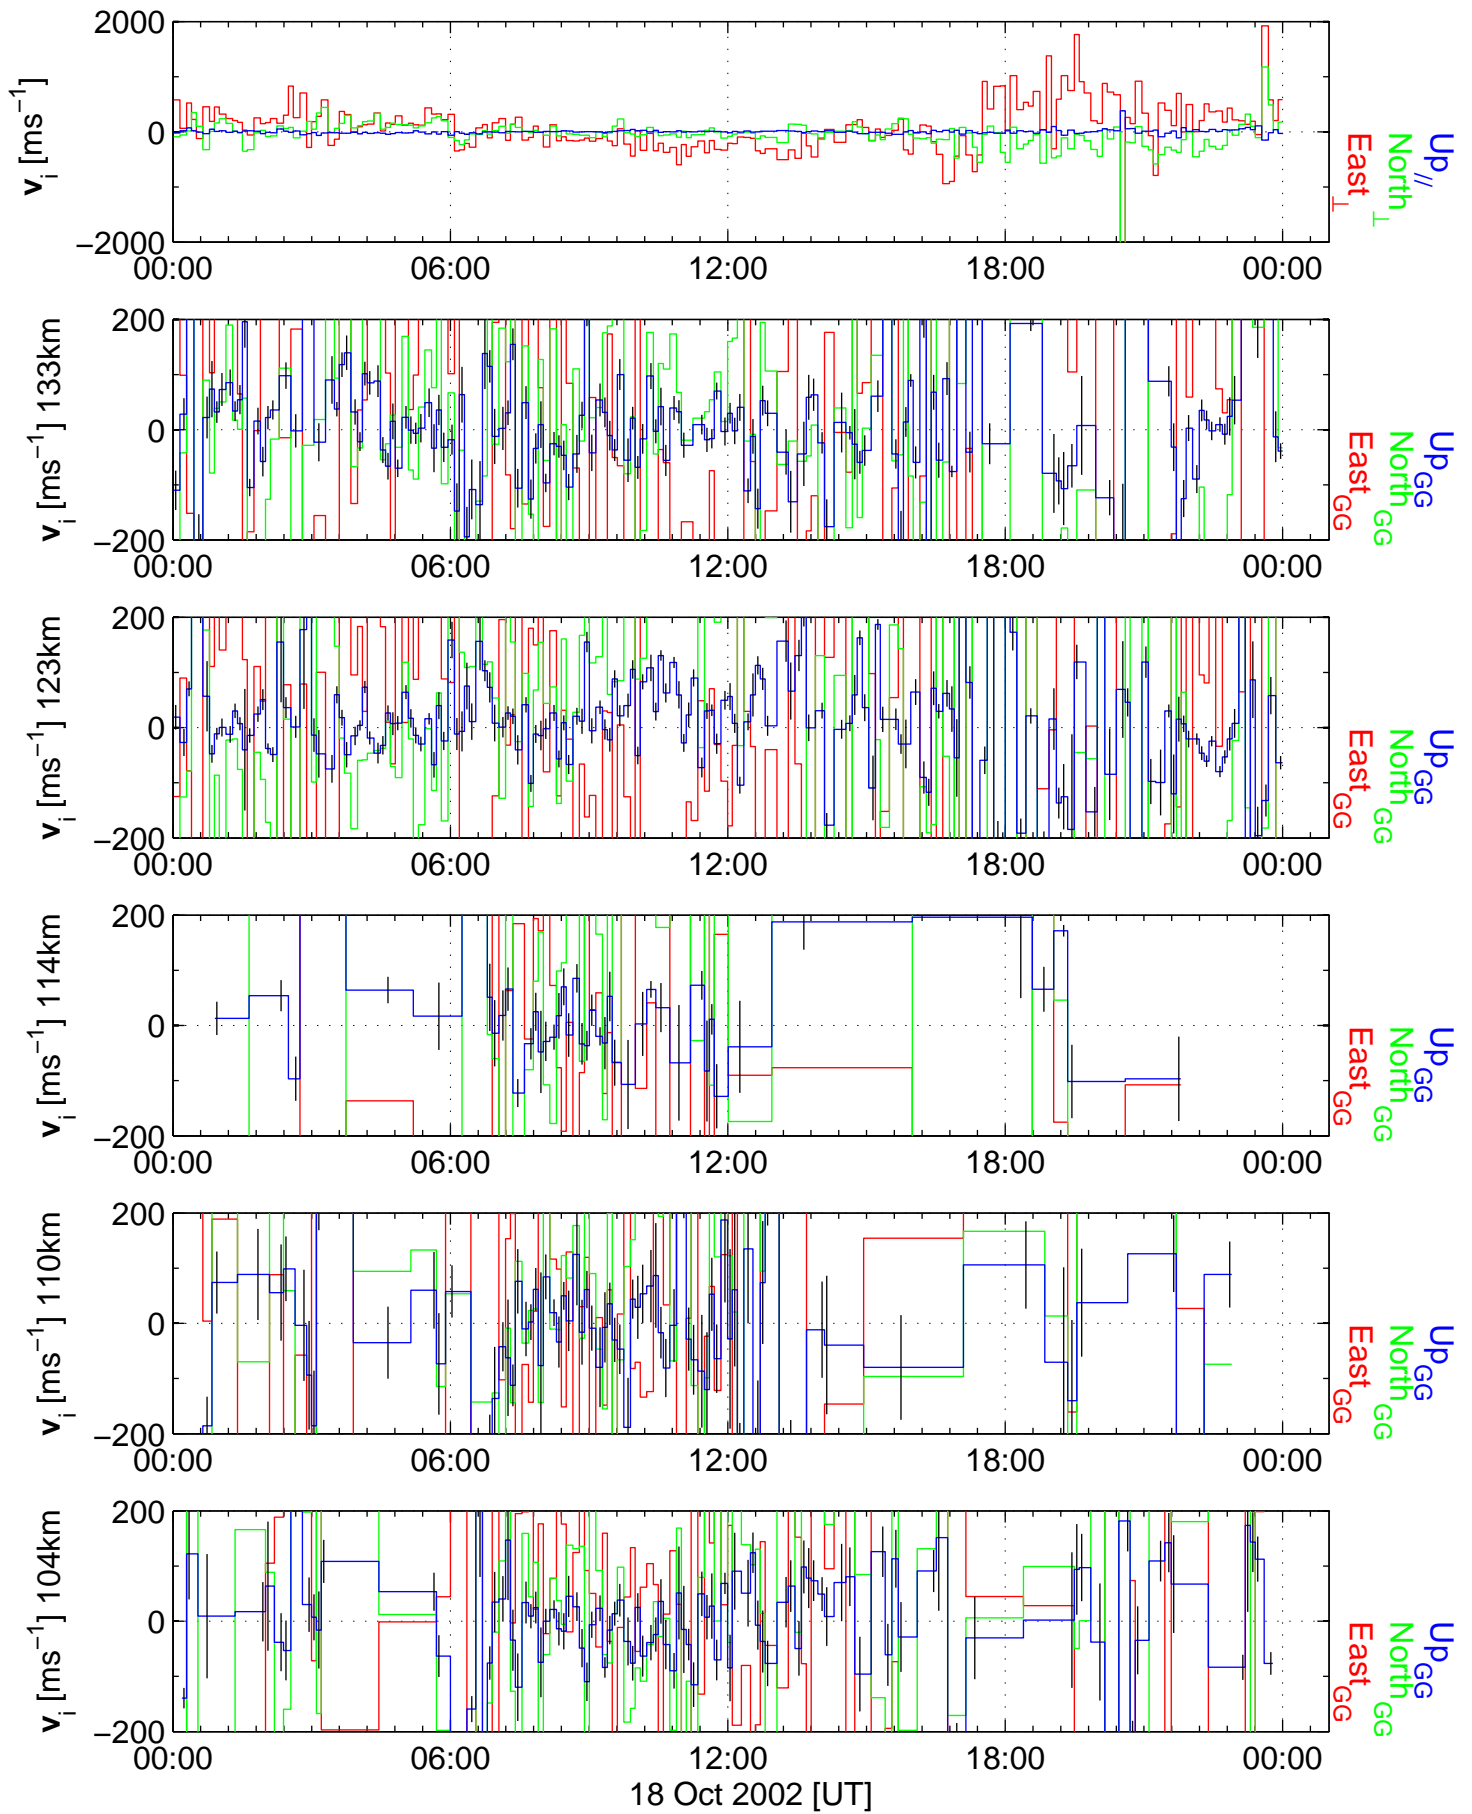 2000
0
−2000
v_i [ms^−1]
00:00 06:00 12:00 18:00 00:00
Up_//
North_⊥
East_⊥
200
0
−200
v_i [ms^−1] 133km
00:00 06:00 12:00 18:00 00:00
Up_GG
North_GG
East_GG
200
0
−200
v_i [ms^−1] 123km
00:00 06:00 12:00 18:00 00:00
Up_GG
North_GG
East_GG
200
0
−200
v_i [ms^−1] 114km
00:00 06:00 12:00 18:00 00:00
Up_GG
North_GG
East_GG
200
0
−200
v_i [ms^−1] 110km
00:00 06:00 12:00 18:00 00:00
Up_GG
North_GG
East_GG
200
0
−200
v_i [ms^−1] 104km
00:00 06:00 12:00 18:00 00:00
Up_GG
North_GG
East_GG
18 Oct 2002 [UT]